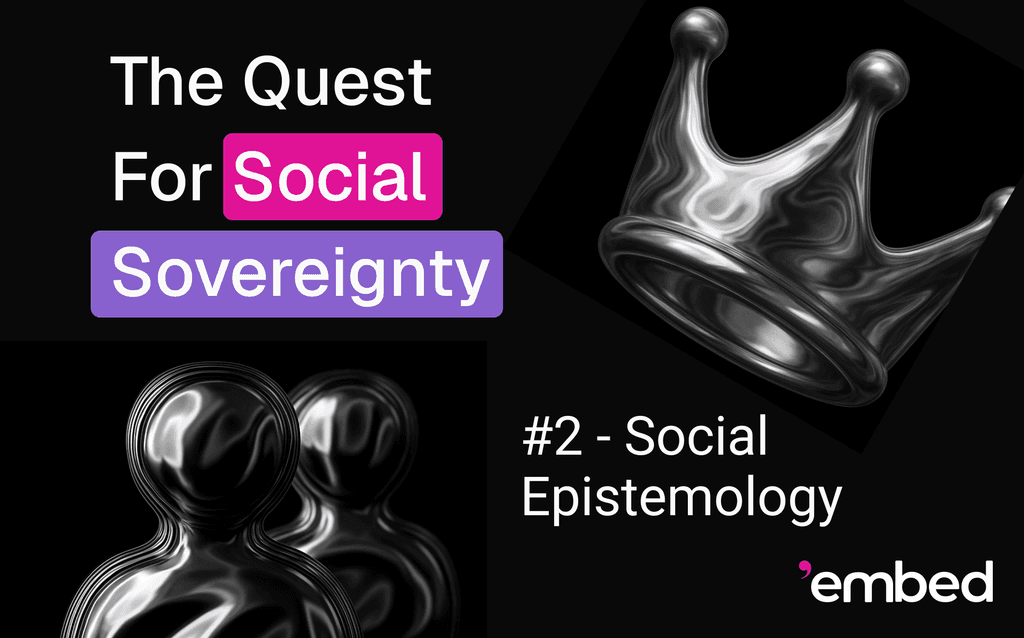 The Quest
For Social
Sovereignty
#2 - Social
Epistemology
’embed